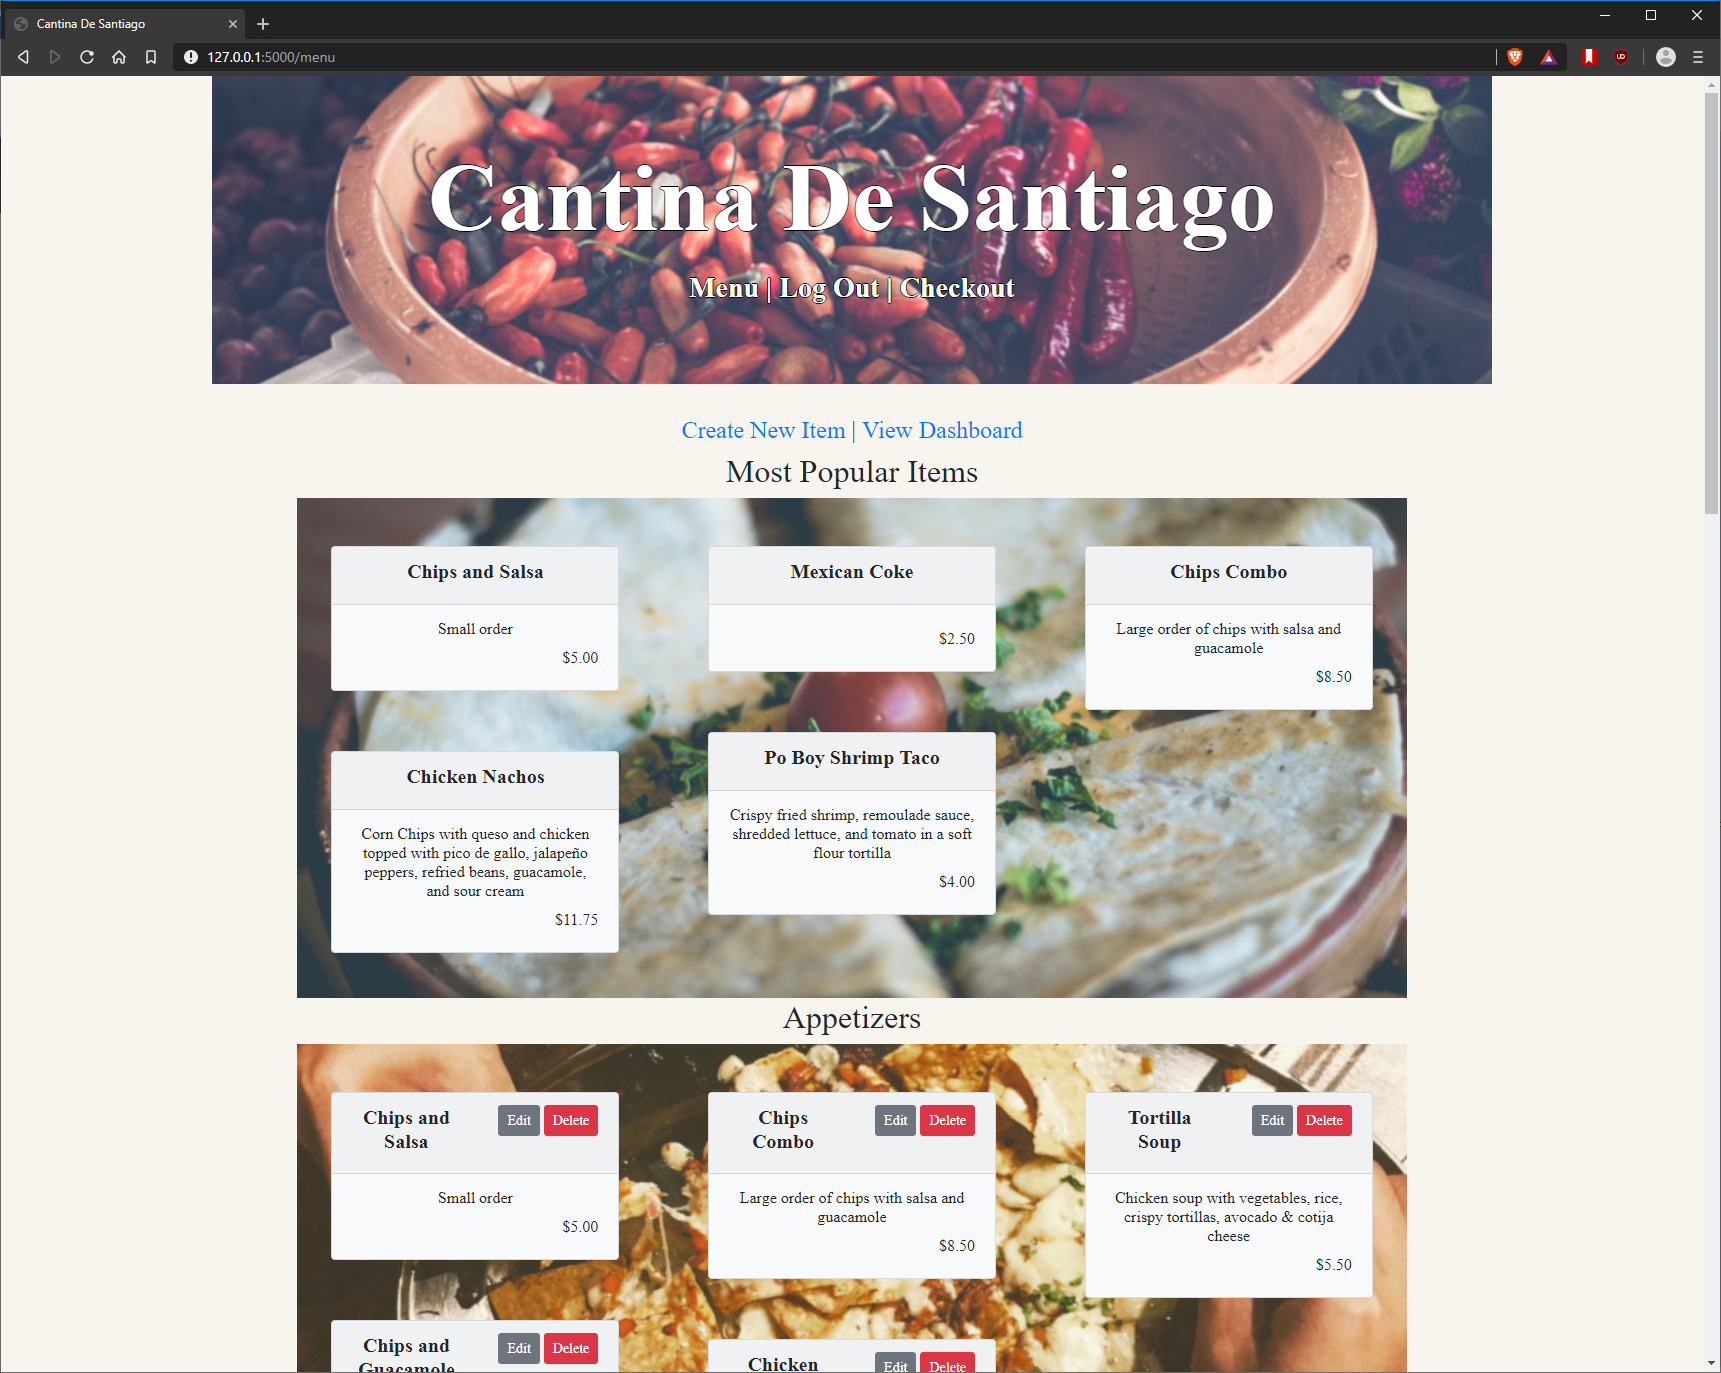 Cantina De Santiago
127.0.0.1:5000/menu
Cantina De Santiago
Menu | Log Out | Checkout
Create New Item | View Dashboard
Most Popular Items
Chips and Salsa
Small order
$5.00
Mexican Coke
$2.50
Chips Combo
Large order of chips with salsa and
guacamole
$8.50
Chicken Nachos
Corn Chips with queso and chicken
topped with pico de gallo, jalapeño
peppers, refried beans, guacamole,
and sour cream
$11.75
Po Boy Shrimp Taco
Crispy fried shrimp, remoulade sauce,
shredded lettuce, and tomato in a soft
flour tortilla
$4.00
Appetizers
Chips and
Salsa
Edit Delete
Small order
$5.00
Chips
Combo
Edit Delete
Large order of chips with salsa and
guacamole
$8.50
Tortilla
Soup
Edit Delete
Chicken soup with vegetables, rice,
crispy tortillas, avocado & cotija
cheese
$5.50
Chips and
Guacamole
Edit Delete
Chicken
Edit Delete